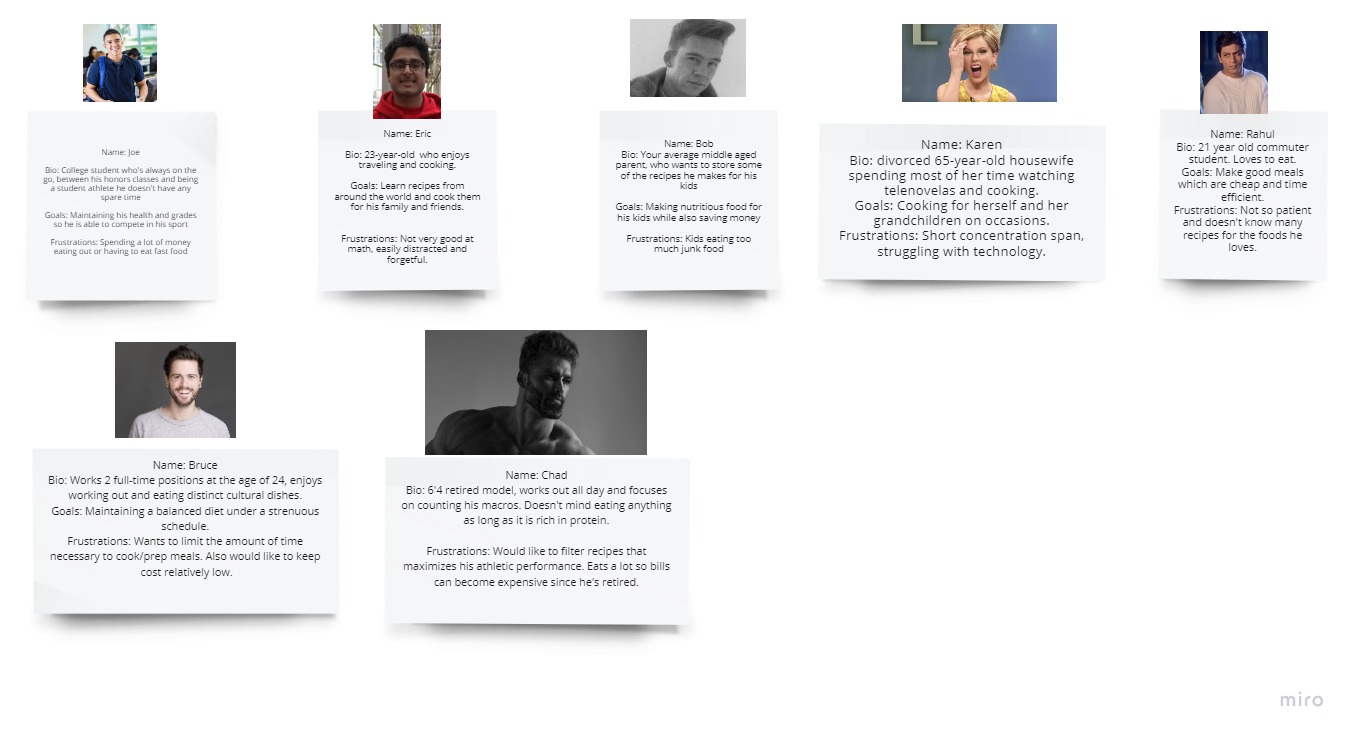 Name: Joe
Bio: College student who's always on the
go, between his honors classes and being
a student athlete he doesn't have any
spare time
Goals: Maintaining his health and grades
so he is able to compete in his sport
Frustrations: Spending a lot of money
eating out or having to eat fast food
Name: Eric
Bio: 23-year-old who enjoys
traveling and cooking.
Goals: Learn recipes from
around the world and cook them
for his family and friends.
Frustrations: Not very good at
math, easily distracted and
forgetful.
Name: Bob
Bio: Your average middle aged
parent, who wants to store some
of the recipes he makes for his
kids
Goals: Making nutritious food for
his kids while also saving money
Frustrations: Kids eating too
much junk food
Name: Karen
Bio: divorced 65-year-old housewife
spending most of her time watching
telenovelas and cooking.
Goals: Cooking for herself and her
grandchildren on occasions.
Frustrations: Short concentration span,
struggling with technology.
Name: Rahul
Bio: 21 year old commuter
student. Loves to eat.
Goals: Make good meals
which are cheap and time
efficient.
Frustrations: Not so patient
and doesn't know many
recipes for the foods he
loves.
Name: Bruce
Bio: Works 2 full-time positions at the age of 24, enjoys
working out and eating distinct cultural dishes.
Goals: Maintaining a balanced diet under a strenuous
schedule.
Frustrations: Wants to limit the amount of time
necessary to cook/prep meals. Also would like to keep
cost relatively low.
Name: Chad
Bio: 6'4 retired model, works out all day and focuses
on counting his macros. Doesn't mind eating anything
as long as it is rich in protein.
Frustrations: Would like to filter recipes that
maximizes his athletic performance. Eats a lot so bills
can become expensive since he's retired.
miro